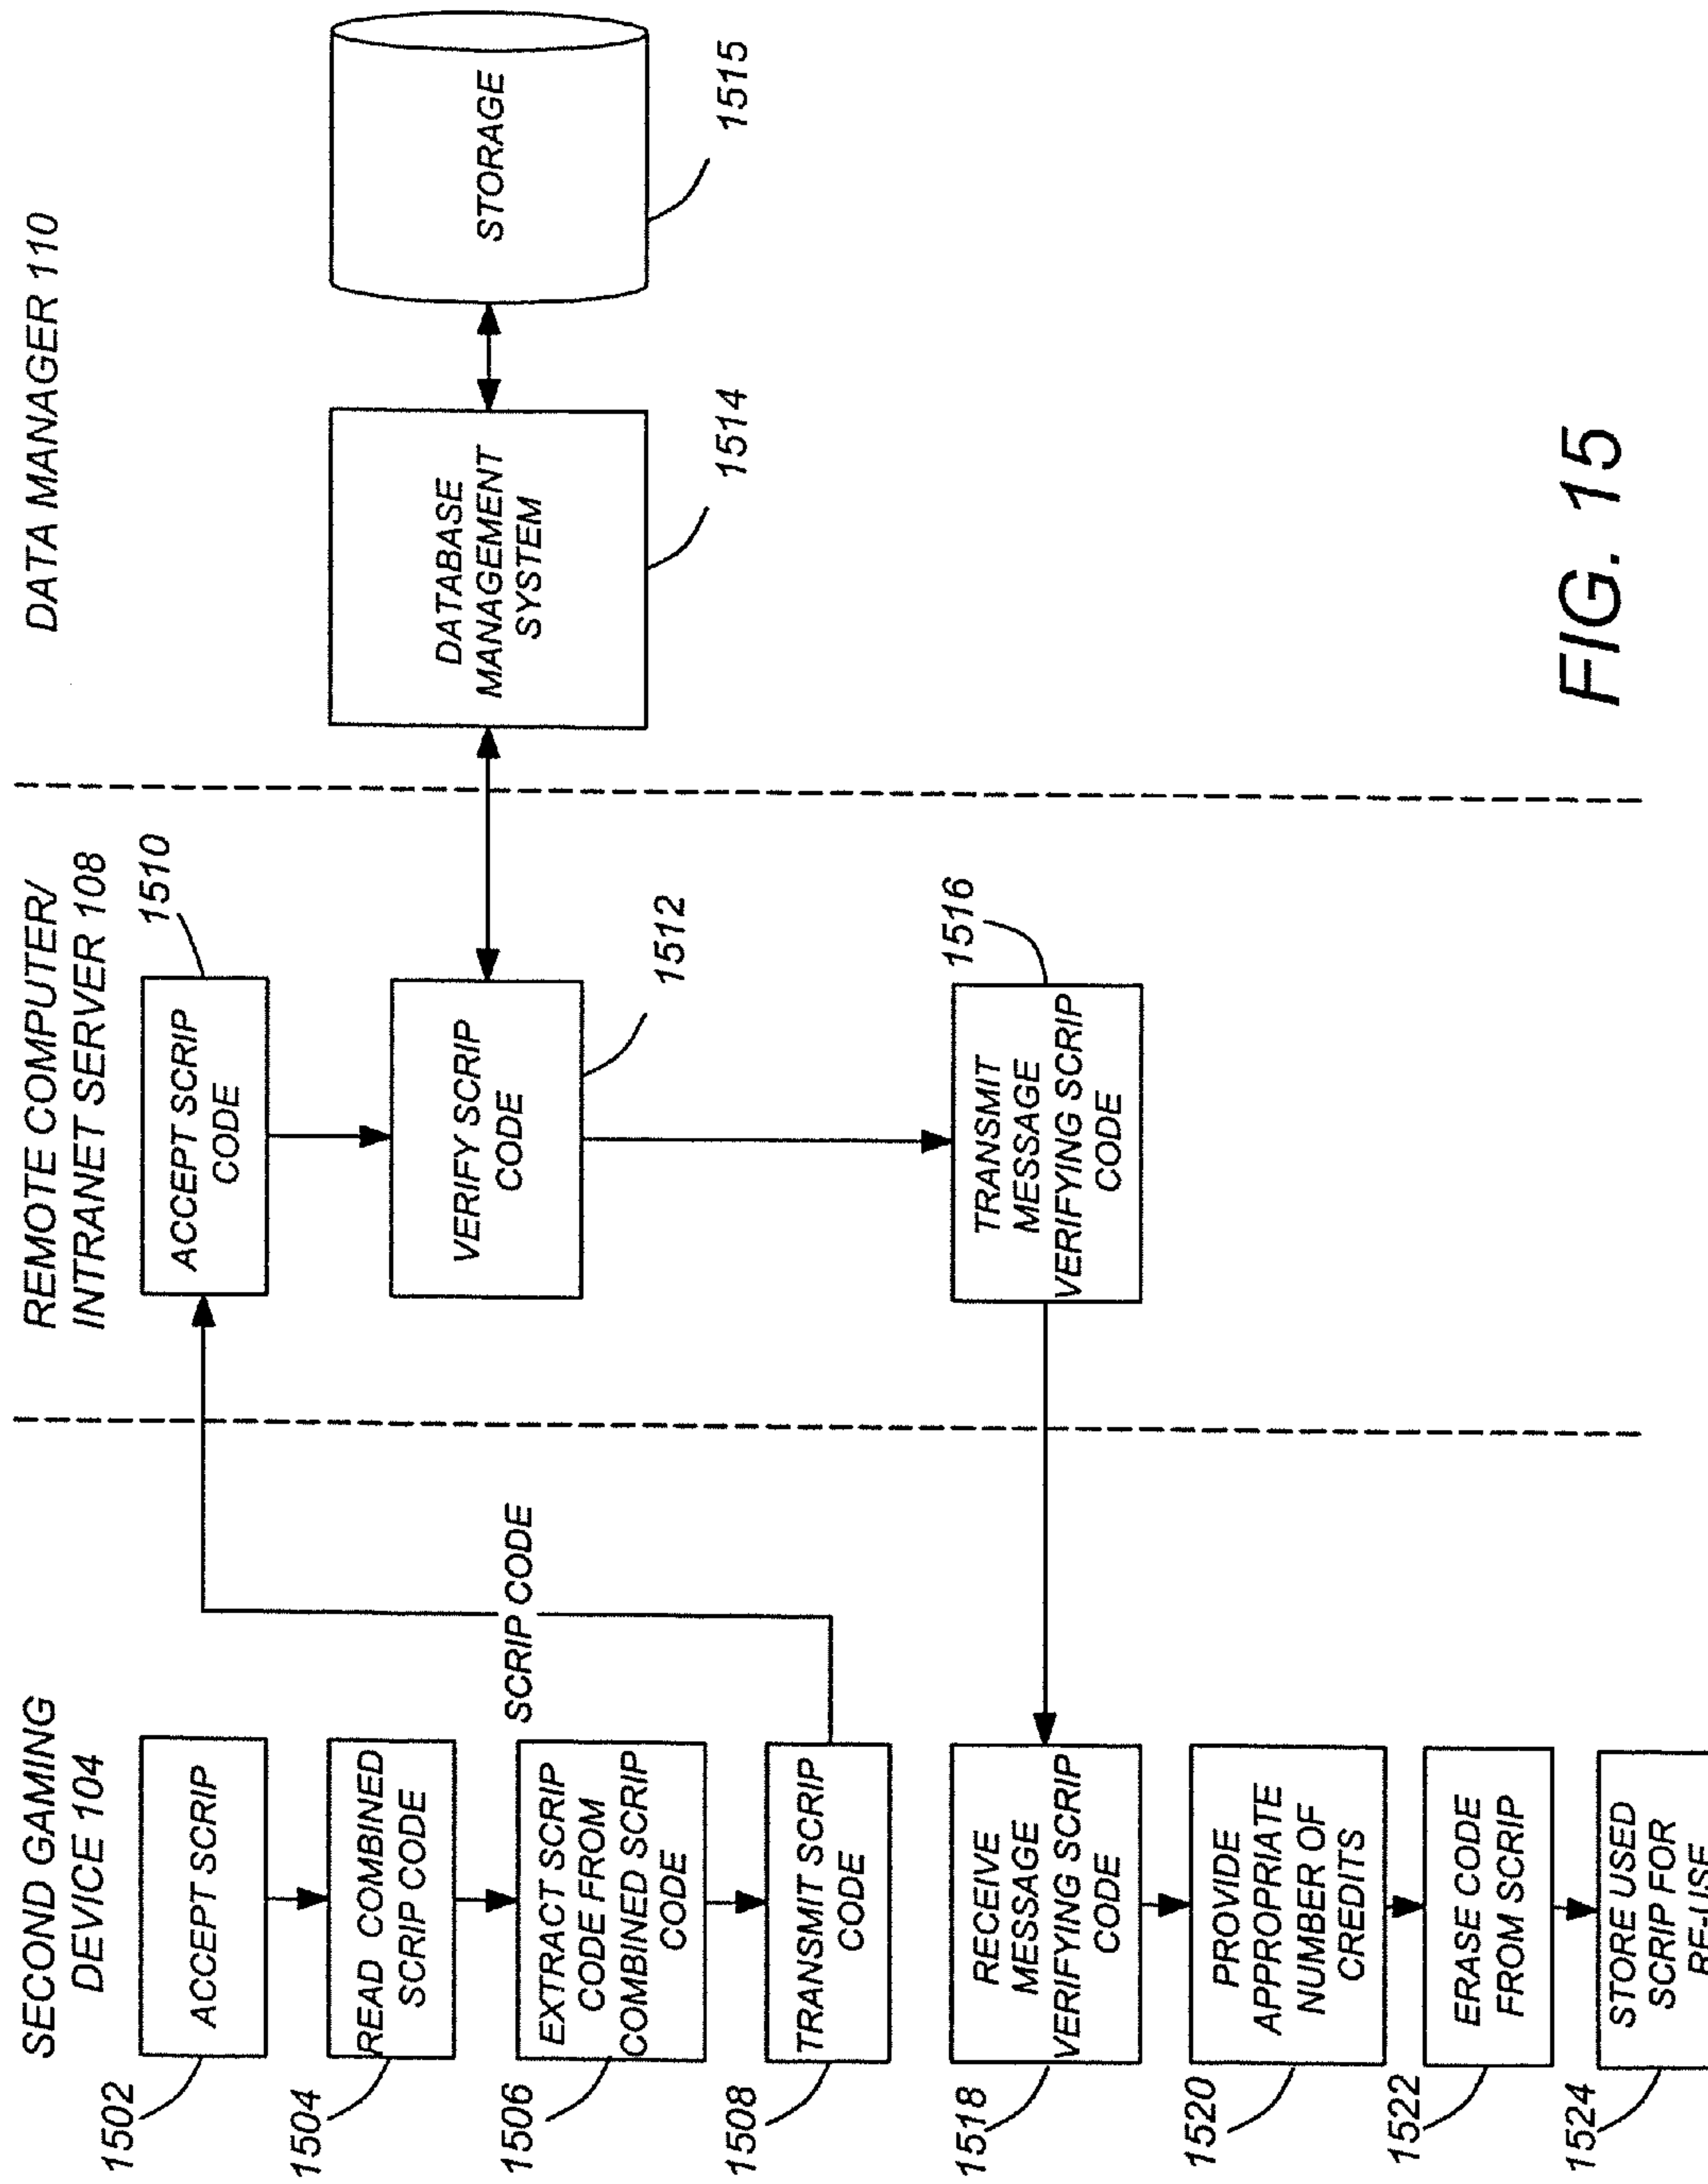 SECOND GAMING
DEVICE 104
REMOTE COMPUTER/
INTRANET SERVER 108
DATA MANAGER 110
1502
ACCEPT SCRIP
1504
READ COMBINED
SCRIP CODE
1506
EXTRACT SCRIP
CODE FROM
COMBINED SCRIP
CODE
1508
TRANSMIT SCRIP
CODE
SCRIP CODE
1510
ACCEPT SCRIP
CODE
VERIFY SCRIP
CODE
1512
DATABASE
MANAGEMENT
SYSTEM
1514
STORAGE
1515
1516
TRANSMIT
MESSAGE
VERIFYING SCRIP
CODE
1518
RECEIVE
MESSAGE
VERIFYING SCRIP
CODE
1520
PROVIDE
APPROPRIATE
NUMBER OF
CREDITS
1522
ERASE CODE
FROM SCRIP
1524
STORE USED
SCRIP FOR
RE-USE
FIG. 15